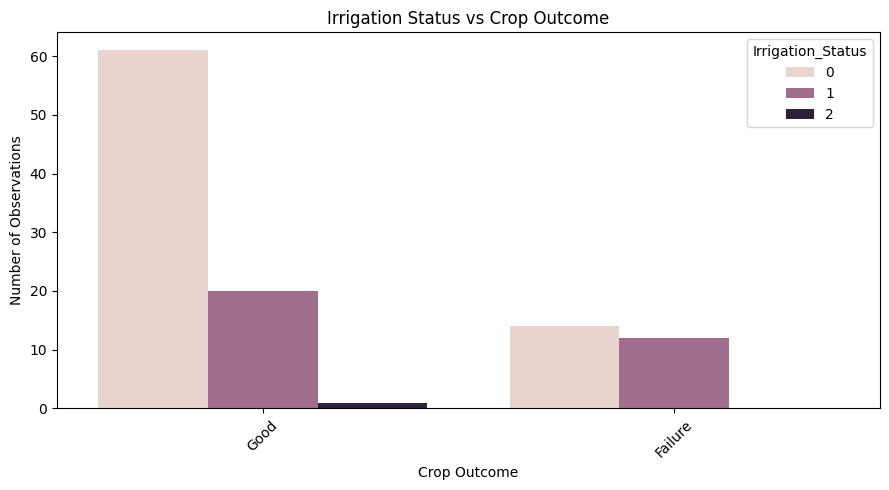 Irrigation Status vs Crop Outcome
Number of Observations
60
50
40
30
20
10
0
Irrigation_Status
0
1
2
Good
Failure
Crop Outcome